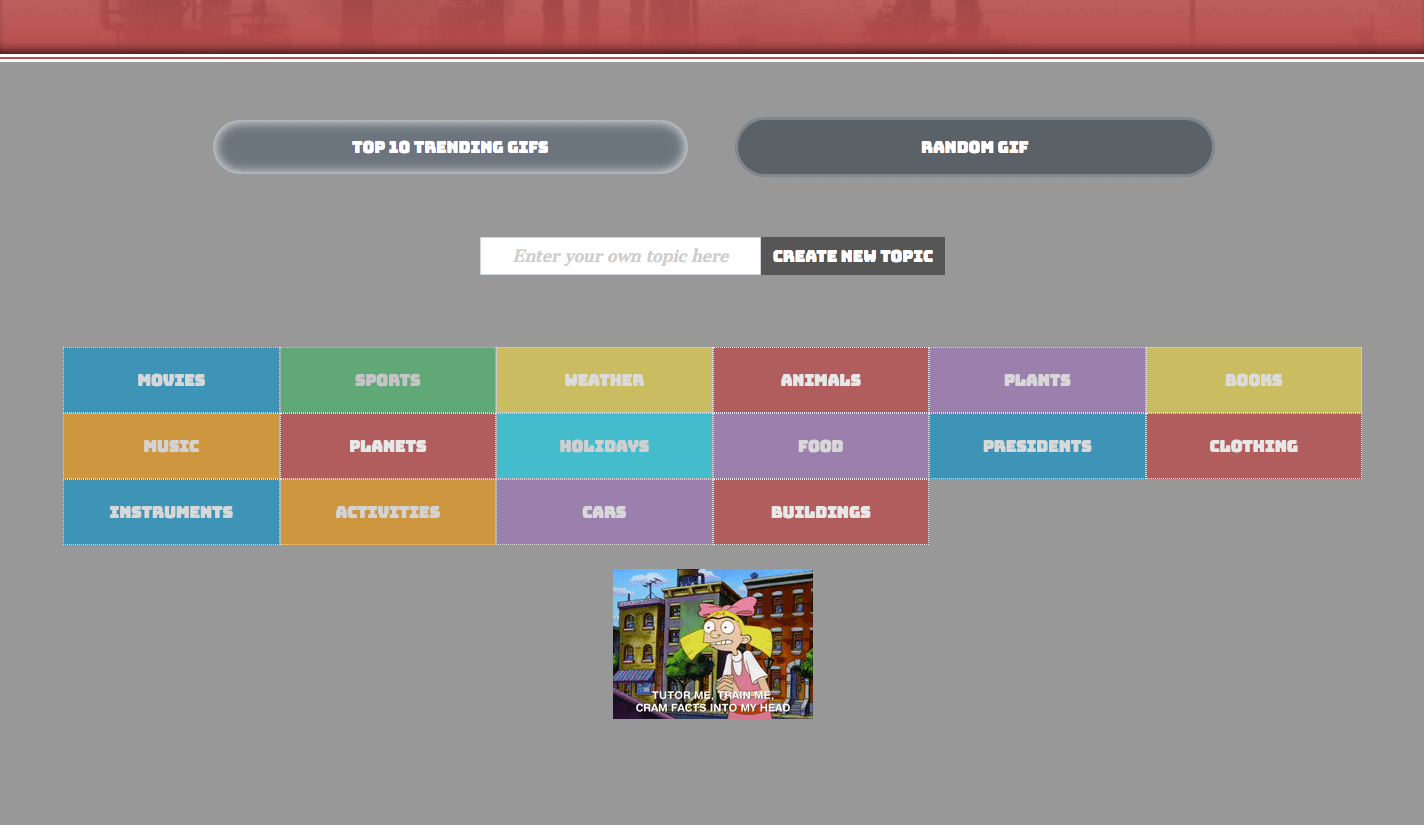 TOP 10 TRENDING GIFS
RANDOM GIF
Enter your own topic here
CREATE NEW TOPIC
MOVIES
SPORTS
WEATHER
ANIMALS
PLANTS
BOOKS
MUSIC
PLANETS
HOLIDAYS
FOOD
PRESIDENTS
CLOTHING
INSTRUMENTS
ACTIVITIES
CARS
BUILDINGS
TUTOR ME, TRAIN ME,
CRAM FACTS INTO MY HEAD